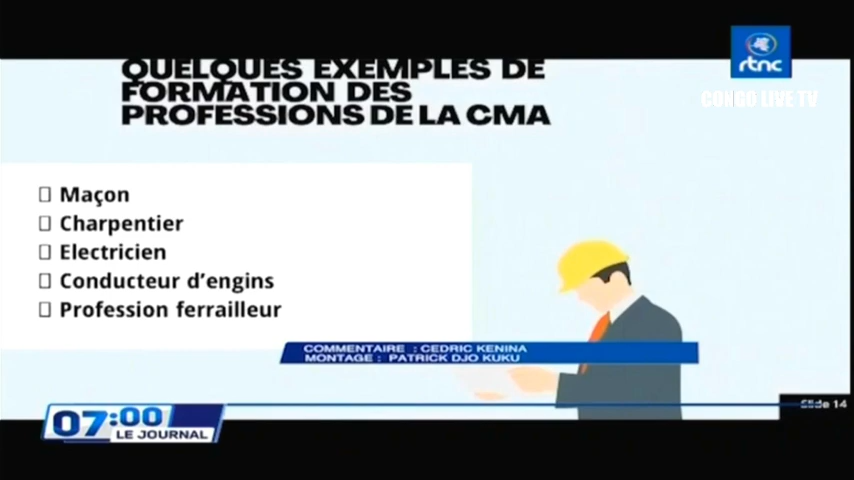 rtnc
CONGO LIVE TV
QUELQUES EXEMPLES DE
FORMATION DES
PROFESSIONS DE LA CMA
Maçon
Charpentier
Electricien
Conducteur d’engins
Profession ferrailleur
COMMENTAIRE : CEDRIC KENINA
MONTAGE : PATRICK DJO KUKU
Slide 14
07:00
LE JOURNAL